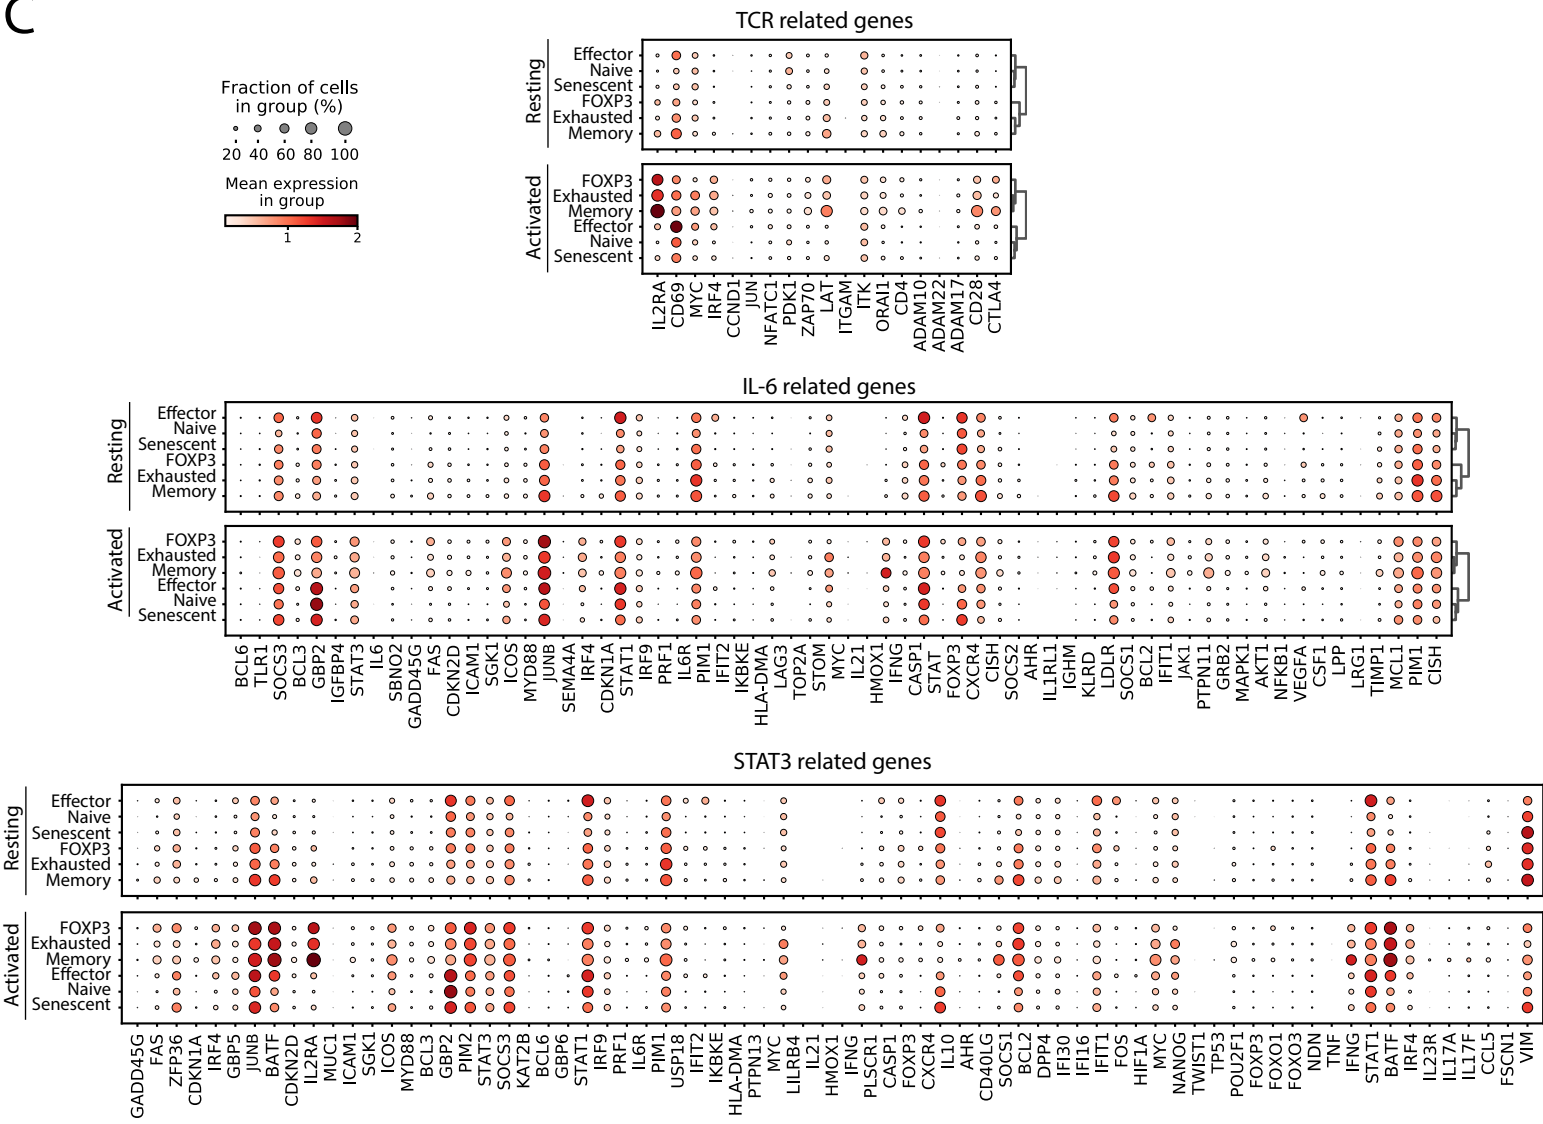 C
TCR related genes
Fraction of cells
in group (%)
20 40 60 80 100
Mean expression
in group
1 2
Resting
Effector
Naive
Senescent
FOXP3
Exhausted
Memory
Activated
FOXP3
Exhausted
Memory
Effector
Naive
Senescent
IL2RA CD69 MYC IRF4 CCND1 JUN NFATC1 PDK1 ZAP70 LAT ITGAM ITK ORAI1 CD4 ADAM10 ADAM22 ADAM17 CD28 CTLA4
IL-6 related genes
Resting
Effector
Naive
Senescent
FOXP3
Exhausted
Memory
Activated
FOXP3
Exhausted
Memory
Effector
Naive
Senescent
BCL6 TLR1 SOCS3 BCL3 GBP2 IGFBP4 STAT3 IL6 SBNO2 GADD45G FAS CDKN2D ICAM1 SGK1 ICOS MYD88 JUNB SEMA4A IRF4 CDKN1A STAT1 IRF9 PRF1 IL6R PIM1 IFIT2 IKBKE HLA-DMA LAG3 TOP2A STOM MYC IL21 HMOX1 IFNG CASP1 STAT FOXP3 CXCR4 CISH SOCS2 AHR IL1RL1 IGHM KLRD LDLR SOCS1 BCL2 IFIT1 JAK1 PTPN11 GRB2 MAPK1 AKT1 NFKB1 VEGFA CSF1 LPP LRG1 TIMP1 MCL1 PIM1 CISH
STAT3 related genes
Resting
Effector
Naive
Senescent
FOXP3
Exhausted
Memory
Activated
FOXP3
Exhausted
Memory
Effector
Naive
Senescent
GADD45G FAS ZFP36 CDKN1A IRF4 GBP5 JUNB BATF CDKN2D IL2RA MUC1 ICAM1 SGK1 ICOS MYD88 BCL3 GBP2 PIM2 STAT3 SOCS3 KAT2B BCL6 GBP6 STAT1 IRF9 PRF1 IL6R PIM1 USP18 IFIT2 IKBKE HLA-DMA PTPN13 MYC LILRB4 IL21 HMOX1 IFNG PLSCR1 CASP1 FOXP3 CXCR4 IL10 AHR CD40LG SOCS1 BCL2 DPP4 IFI30 IFI16 IFIT1 FOS HIF1A MYC NANOG TWIST1 TP53 POU2F1 FOXP3 FOXO1 FOXO3 NDN TNF IFNG STAT1 BATF IRF4 IL23R IL17A IL17F CCL5 FSCN1 VIM